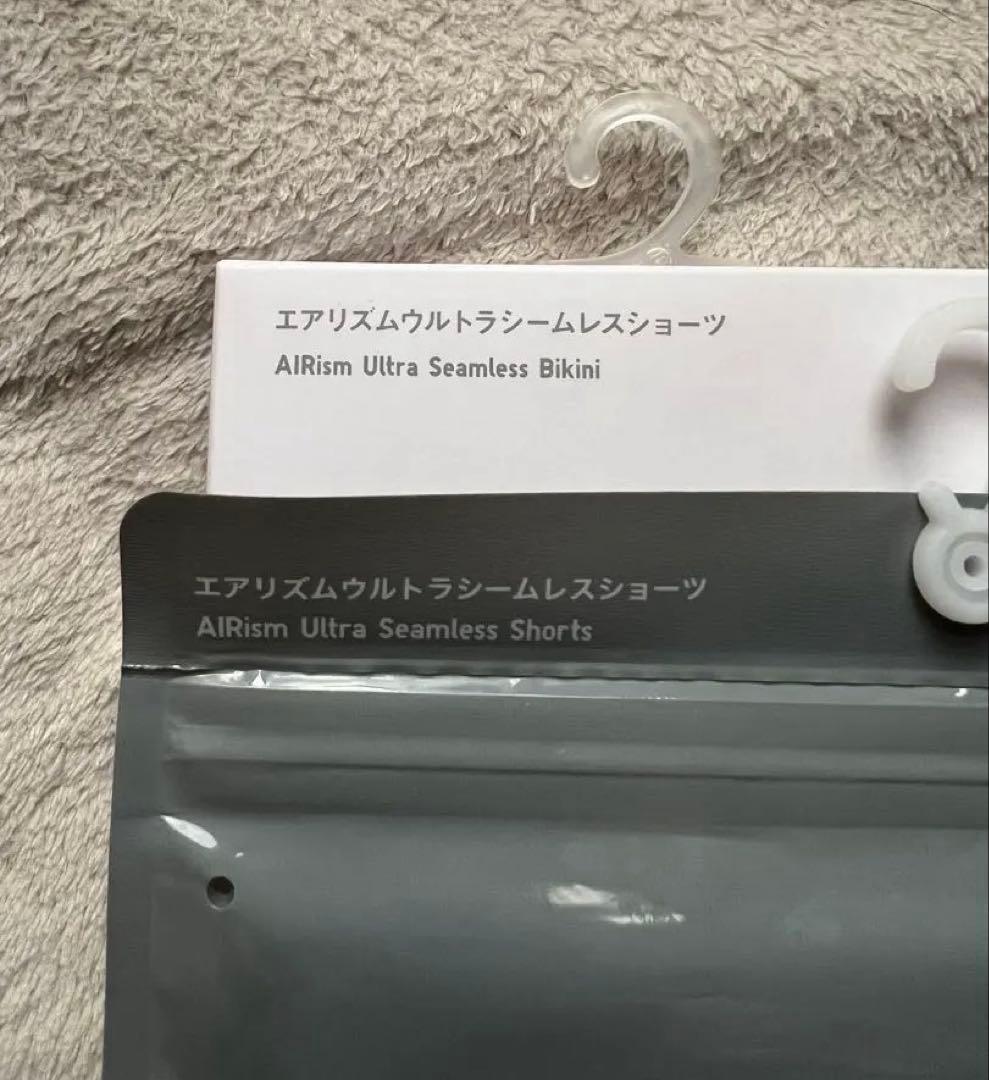 エアリズムウルトラシームレスショーツ
AIRism Ultra Seamless Bikini
エアリズムウルトラシームレスショーツ
AIRism Ultra Seamless Shorts